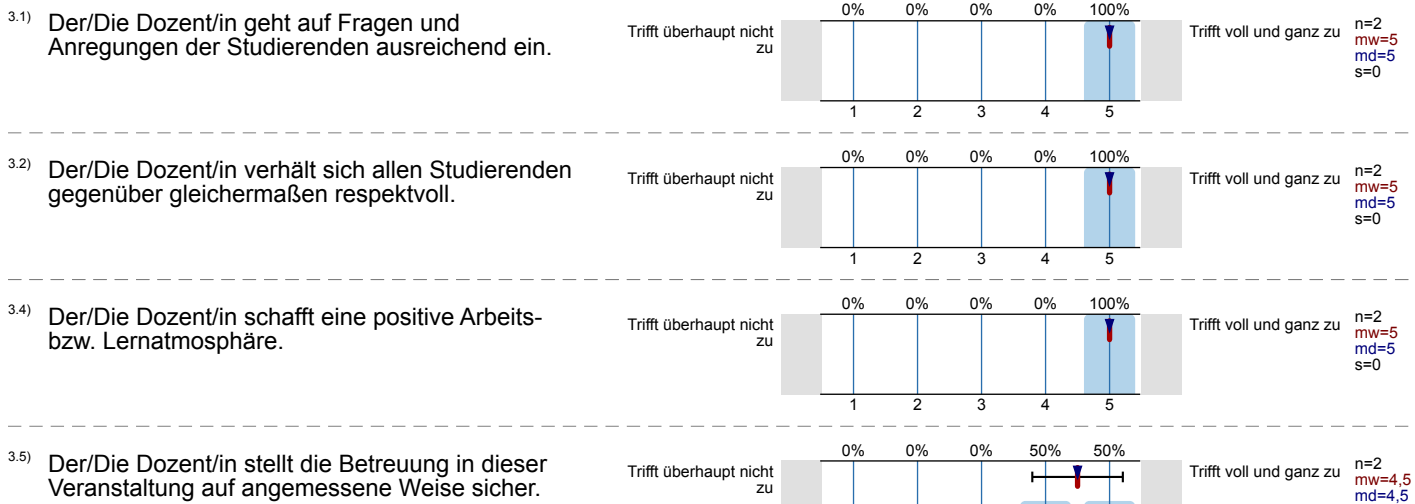 3.1) Der/Die Dozent/in geht auf Fragen und
Anregungen der Studierenden ausreichend ein.
Trifft überhaupt nicht
zu
0% 0% 0% 0% 100%
1 2 3 4 5
Trifft voll und ganz zu
n=2
mw=5
md=5
s=0
3.2) Der/Die Dozent/in verhält sich allen Studierenden
gegenüber gleichermaßen respektvoll.
Trifft überhaupt nicht
zu
0% 0% 0% 0% 100%
1 2 3 4 5
Trifft voll und ganz zu
n=2
mw=5
md=5
s=0
3.4) Der/Die Dozent/in schafft eine positive Arbeits-
bzw. Lernatmosphäre.
Trifft überhaupt nicht
zu
0% 0% 0% 0% 100%
1 2 3 4 5
Trifft voll und ganz zu
n=2
mw=5
md=5
s=0
3.5) Der/Die Dozent/in stellt die Betreuung in dieser
Veranstaltung auf angemessene Weise sicher.
Trifft überhaupt nicht
zu
0% 0% 0% 50% 50%
Trifft voll und ganz zu
n=2
mw=4,5
md=4,5